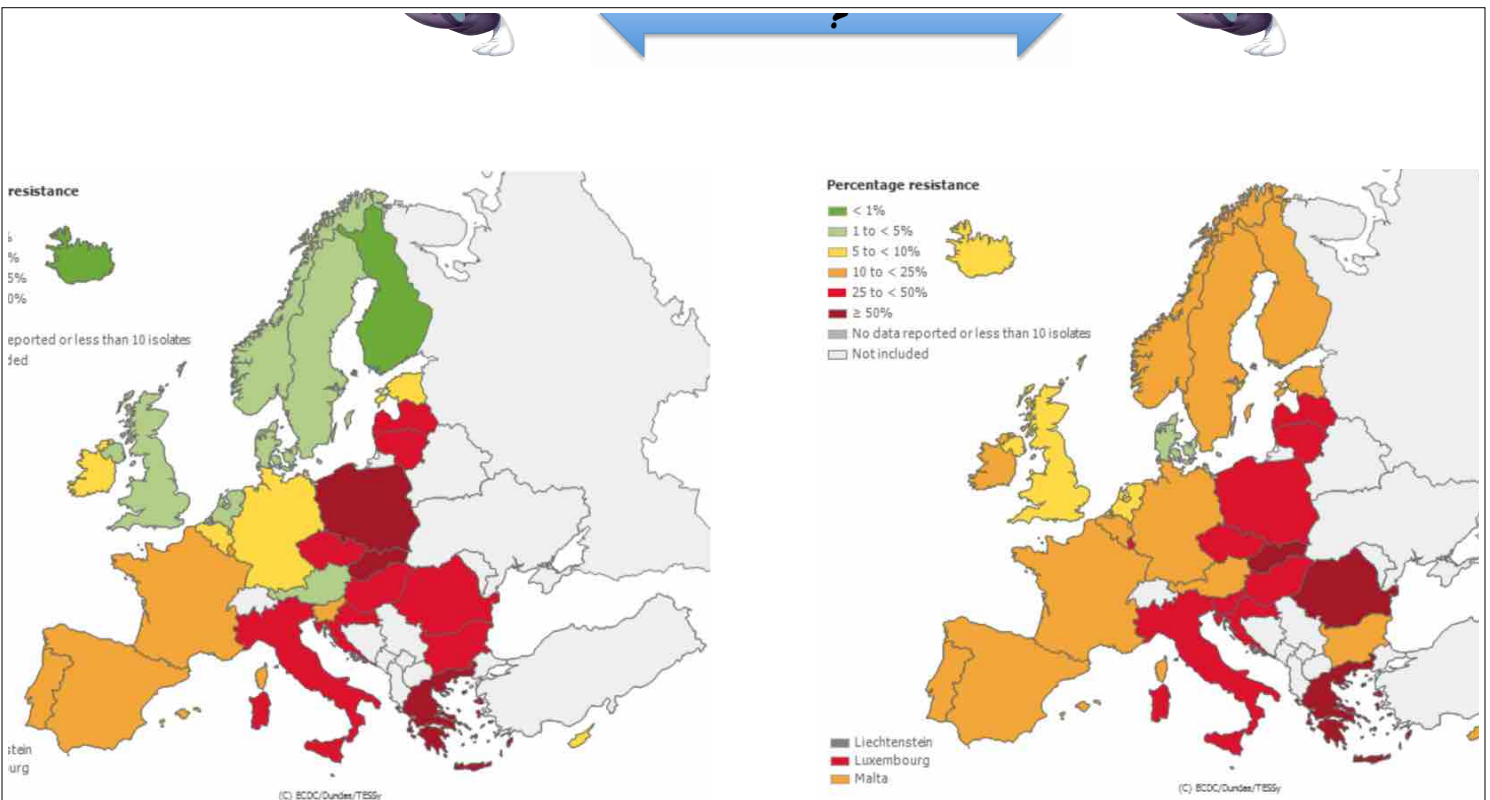 ?
resistance
%
%
5%
0%
eported or less than 10 isolates
ded
stein
urg
(C) ECDC/Dundas/TESSy
Percentage resistance
< 1%
1 to < 5%
5 to < 10%
10 to < 25%
25 to < 50%
≥ 50%
No data reported or less than 10 isolates
Not included
Liechtenstein
Luxembourg
Malta
(C) ECDC/Dundas/TESSy